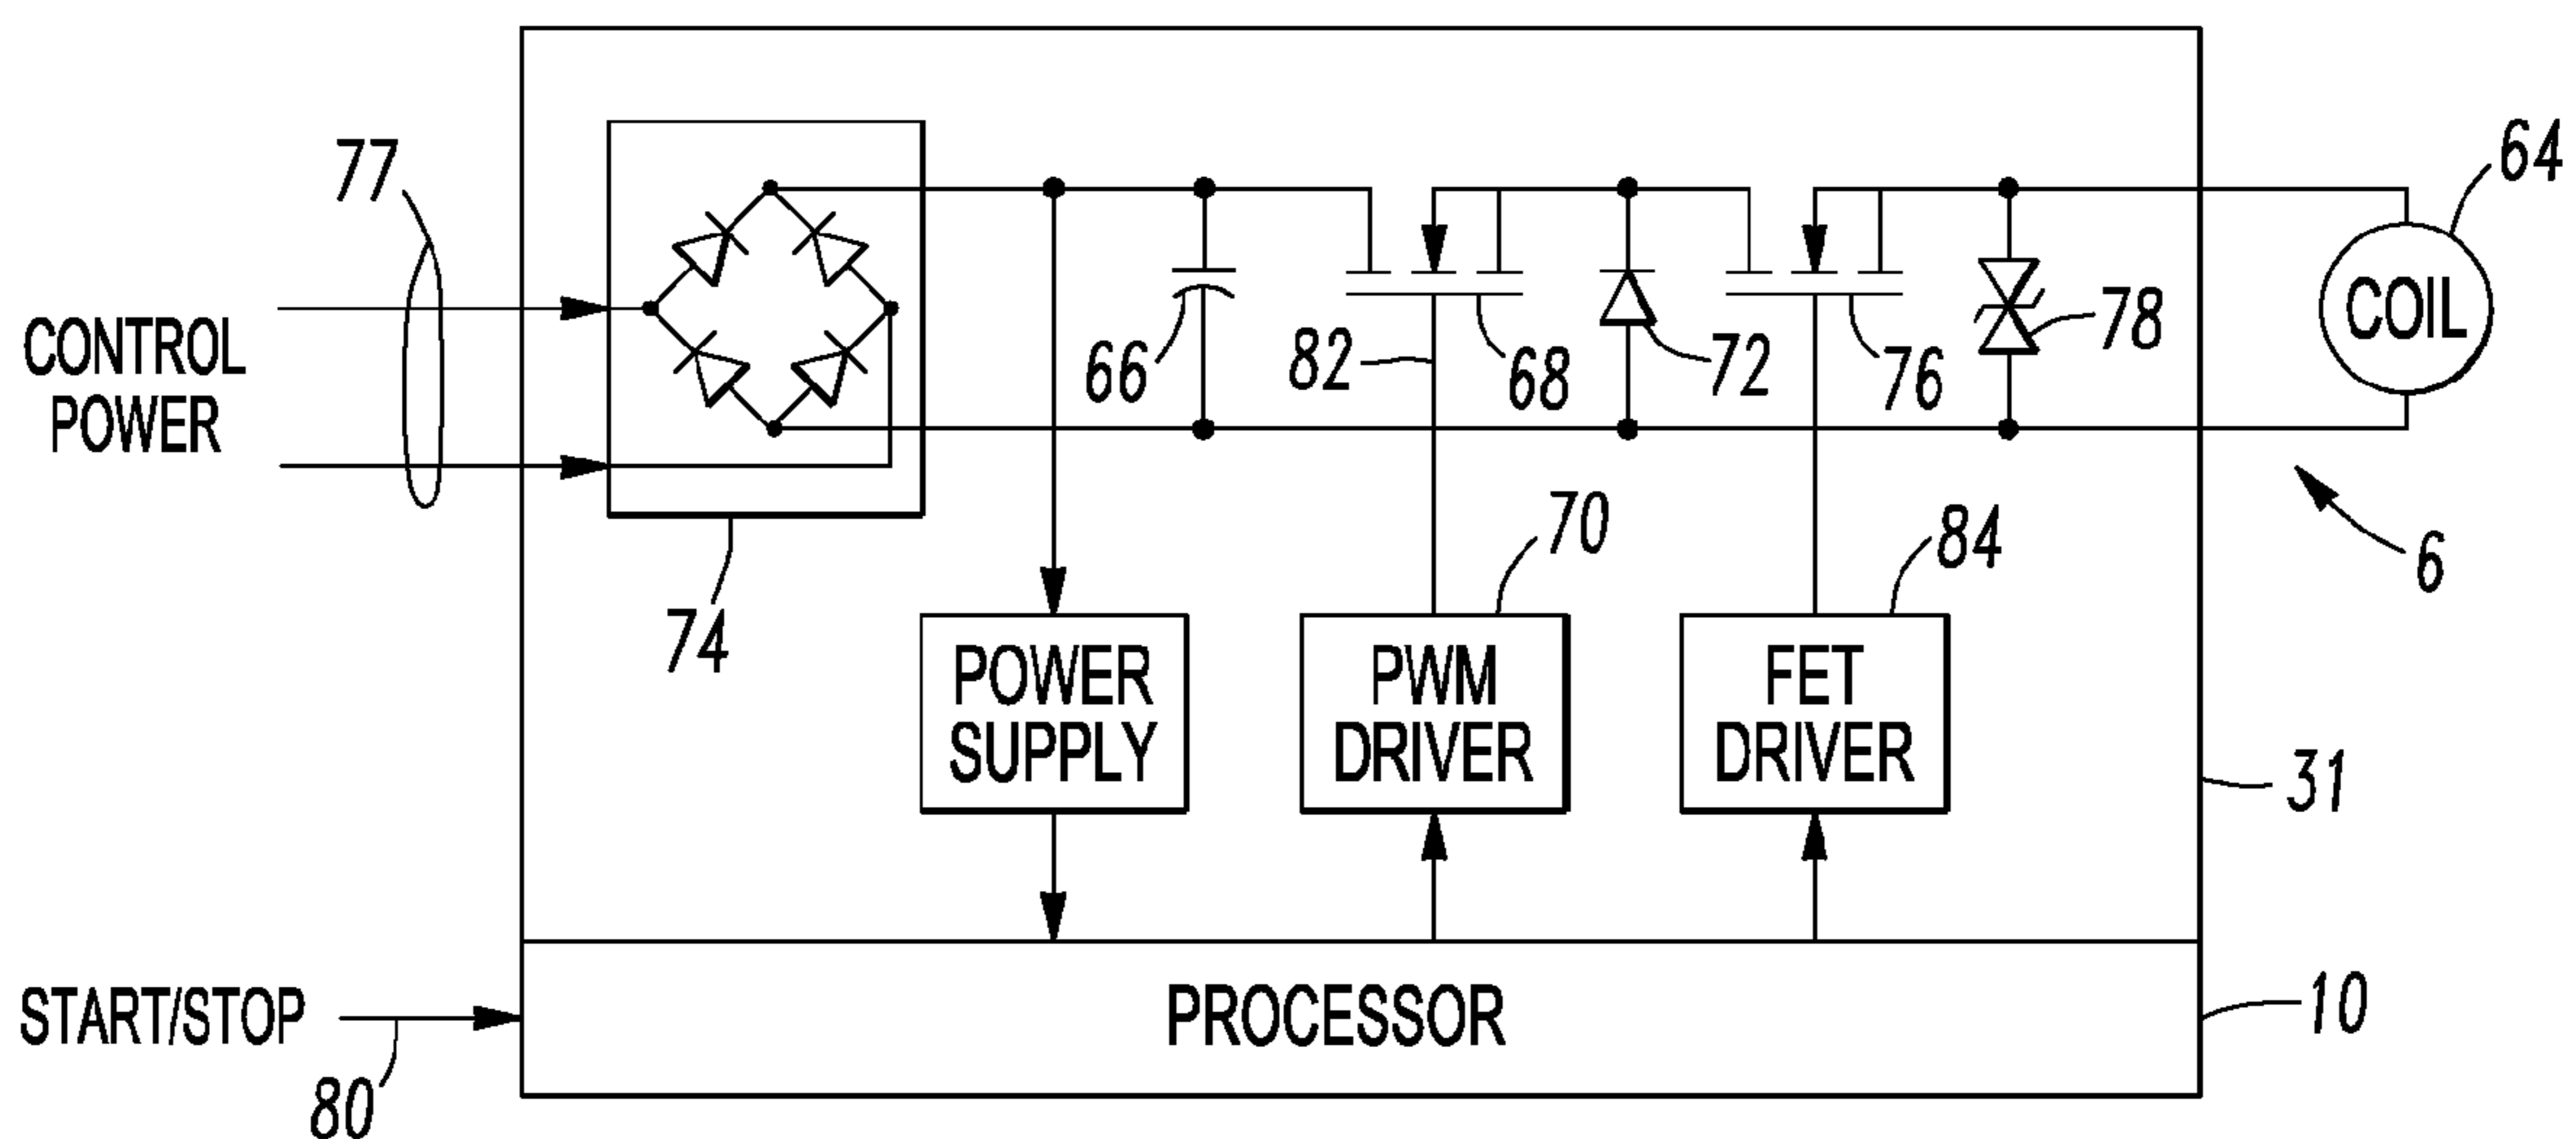 77
64
CONTROL
POWER
COIL
66
82
68
72
76
78
74
70
84
6
POWER
SUPPLY
PWM
DRIVER
FET
DRIVER
31
START/STOP
80
PROCESSOR
10